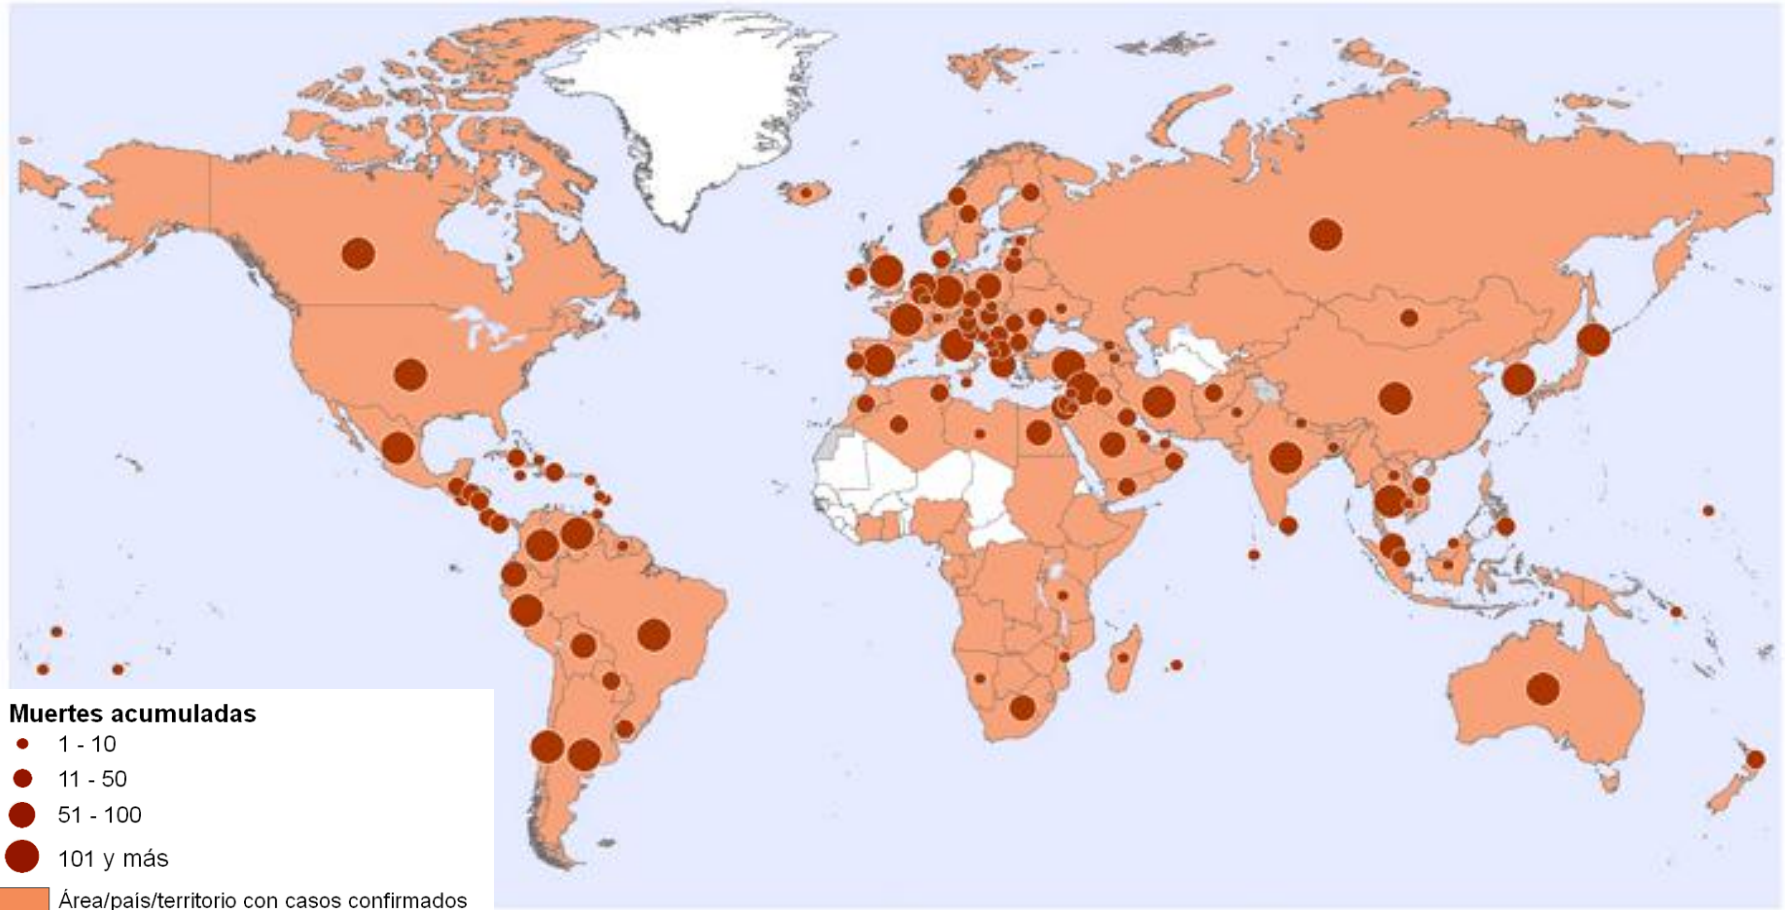 Muertes acumuladas
1 - 10
11 - 50
51 - 100
101 y más
Área/país/territorio con casos confirmados